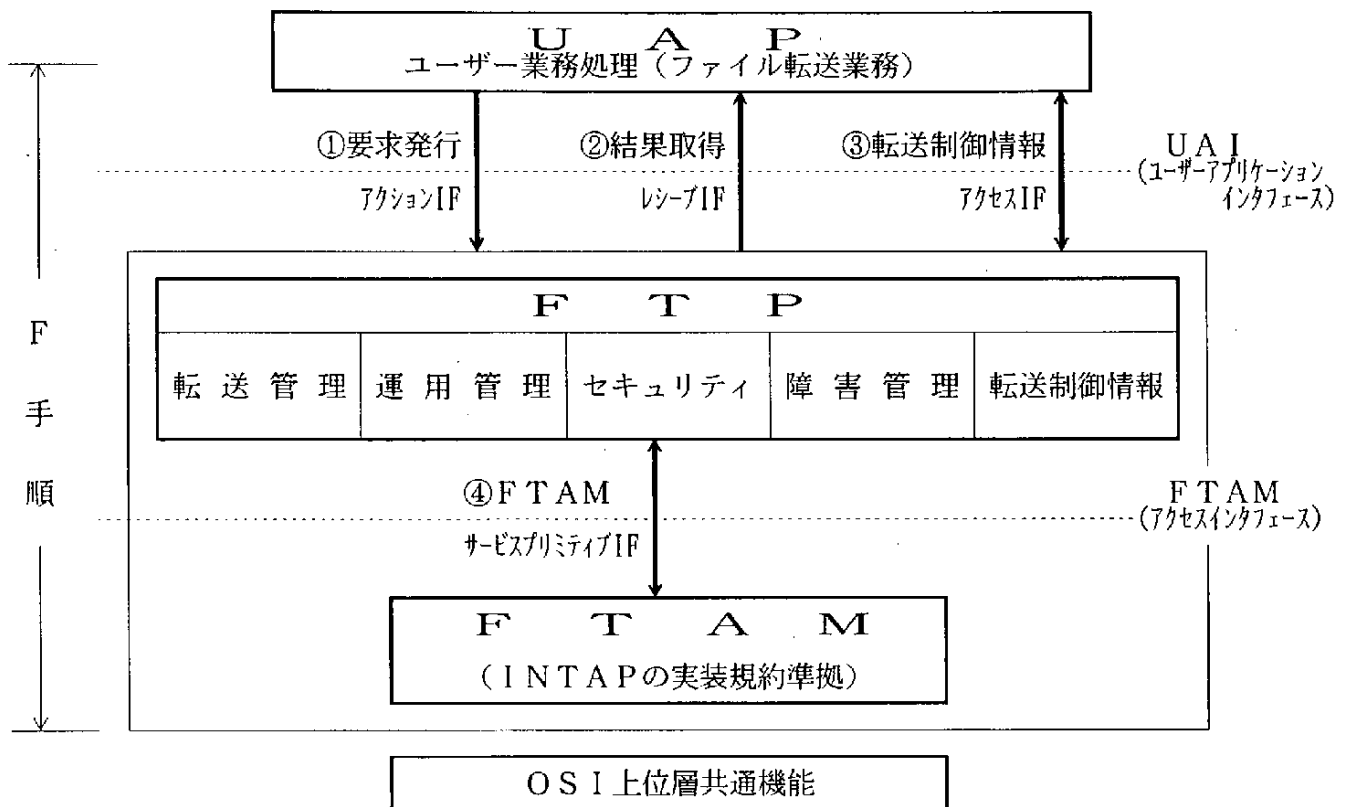 UAP
ユーザー業務処理（ファイル転送業務）
①要求発行
②結果取得
③転送制御情報
UAI
（ユーザーアプリケーション
インタフェース）
アクションIF
レシーブIF
アクセスIF
F手順
FTP
転送管理
運用管理
セキュリティ
障害管理
転送制御情報
④FTAM
サービスプリミティブIF
FTAM
（アクセスインタフェース）
FTAM
（INTAPの実装規約準拠）
OSI上位層共通機能